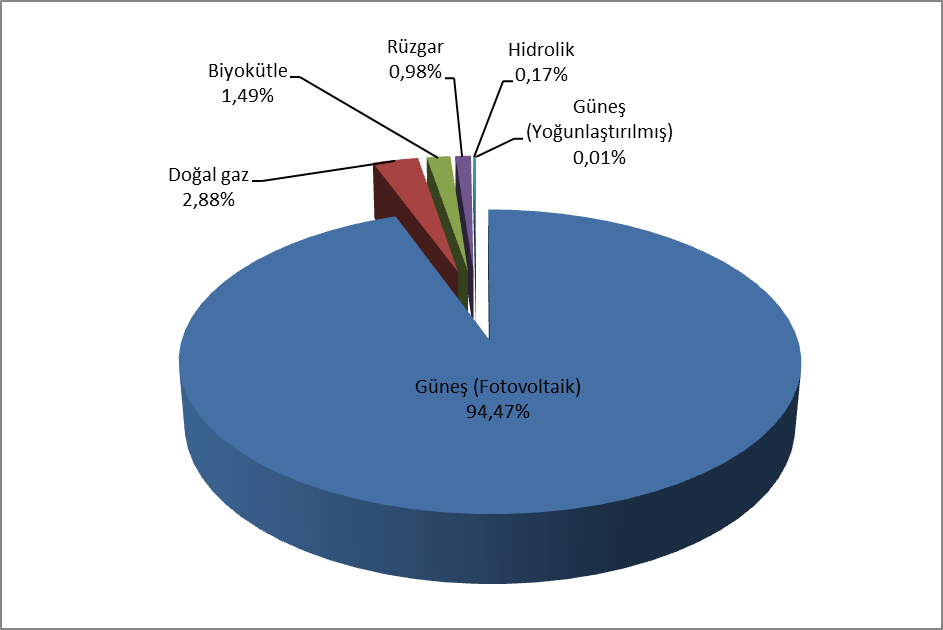 Rüzgar
0,98%
Hidrolik
0,17%
Biyokütle
1,49%
Güneş
(Yoğunlaştırılmış)
0,01%
Doğal gaz
2,88%
Güneş (Fotovoltaik)
94,47%